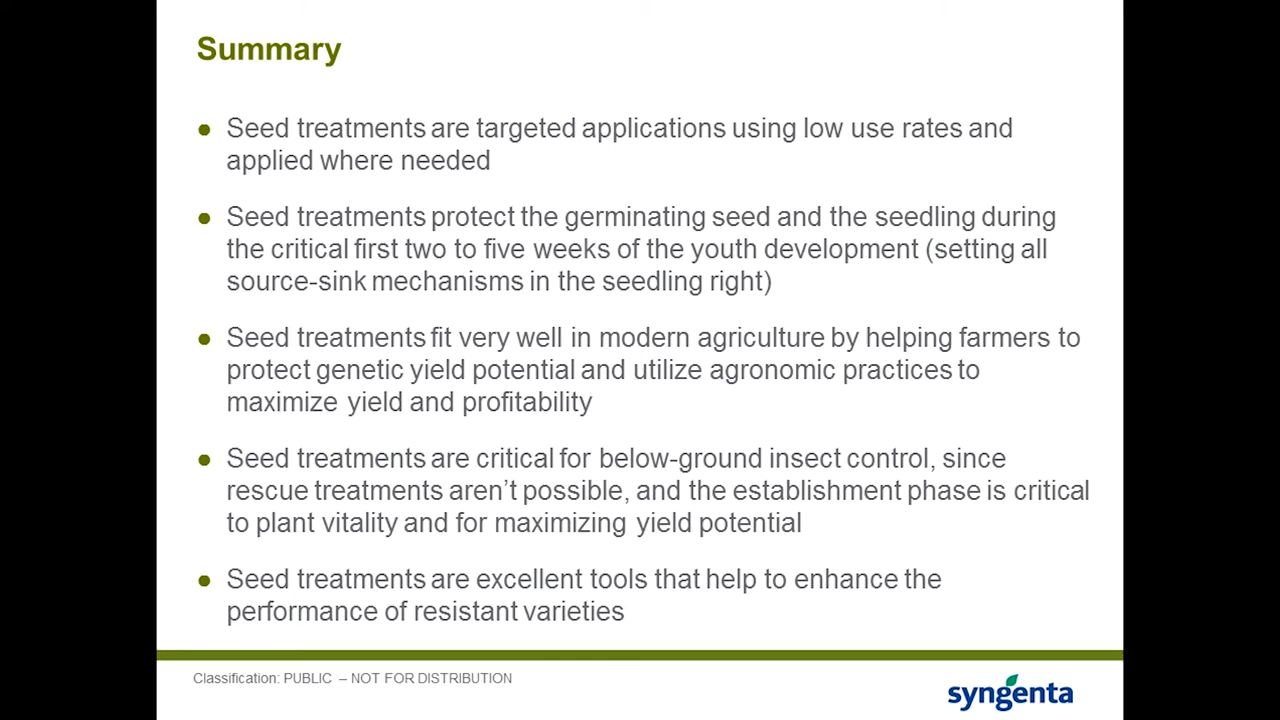 Summary
● Seed treatments are targeted applications using low use rates and
applied where needed
● Seed treatments protect the germinating seed and the seedling during
the critical first two to five weeks of the youth development (setting all
source-sink mechanisms in the seedling right)
● Seed treatments fit very well in modern agriculture by helping farmers to
protect genetic yield potential and utilize agronomic practices to
maximize yield and profitability
● Seed treatments are critical for below-ground insect control, since
rescue treatments aren’t possible, and the establishment phase is critical
to plant vitality and for maximizing yield potential
● Seed treatments are excellent tools that help to enhance the
performance of resistant varieties
Classification: PUBLIC – NOT FOR DISTRIBUTION
syngenta